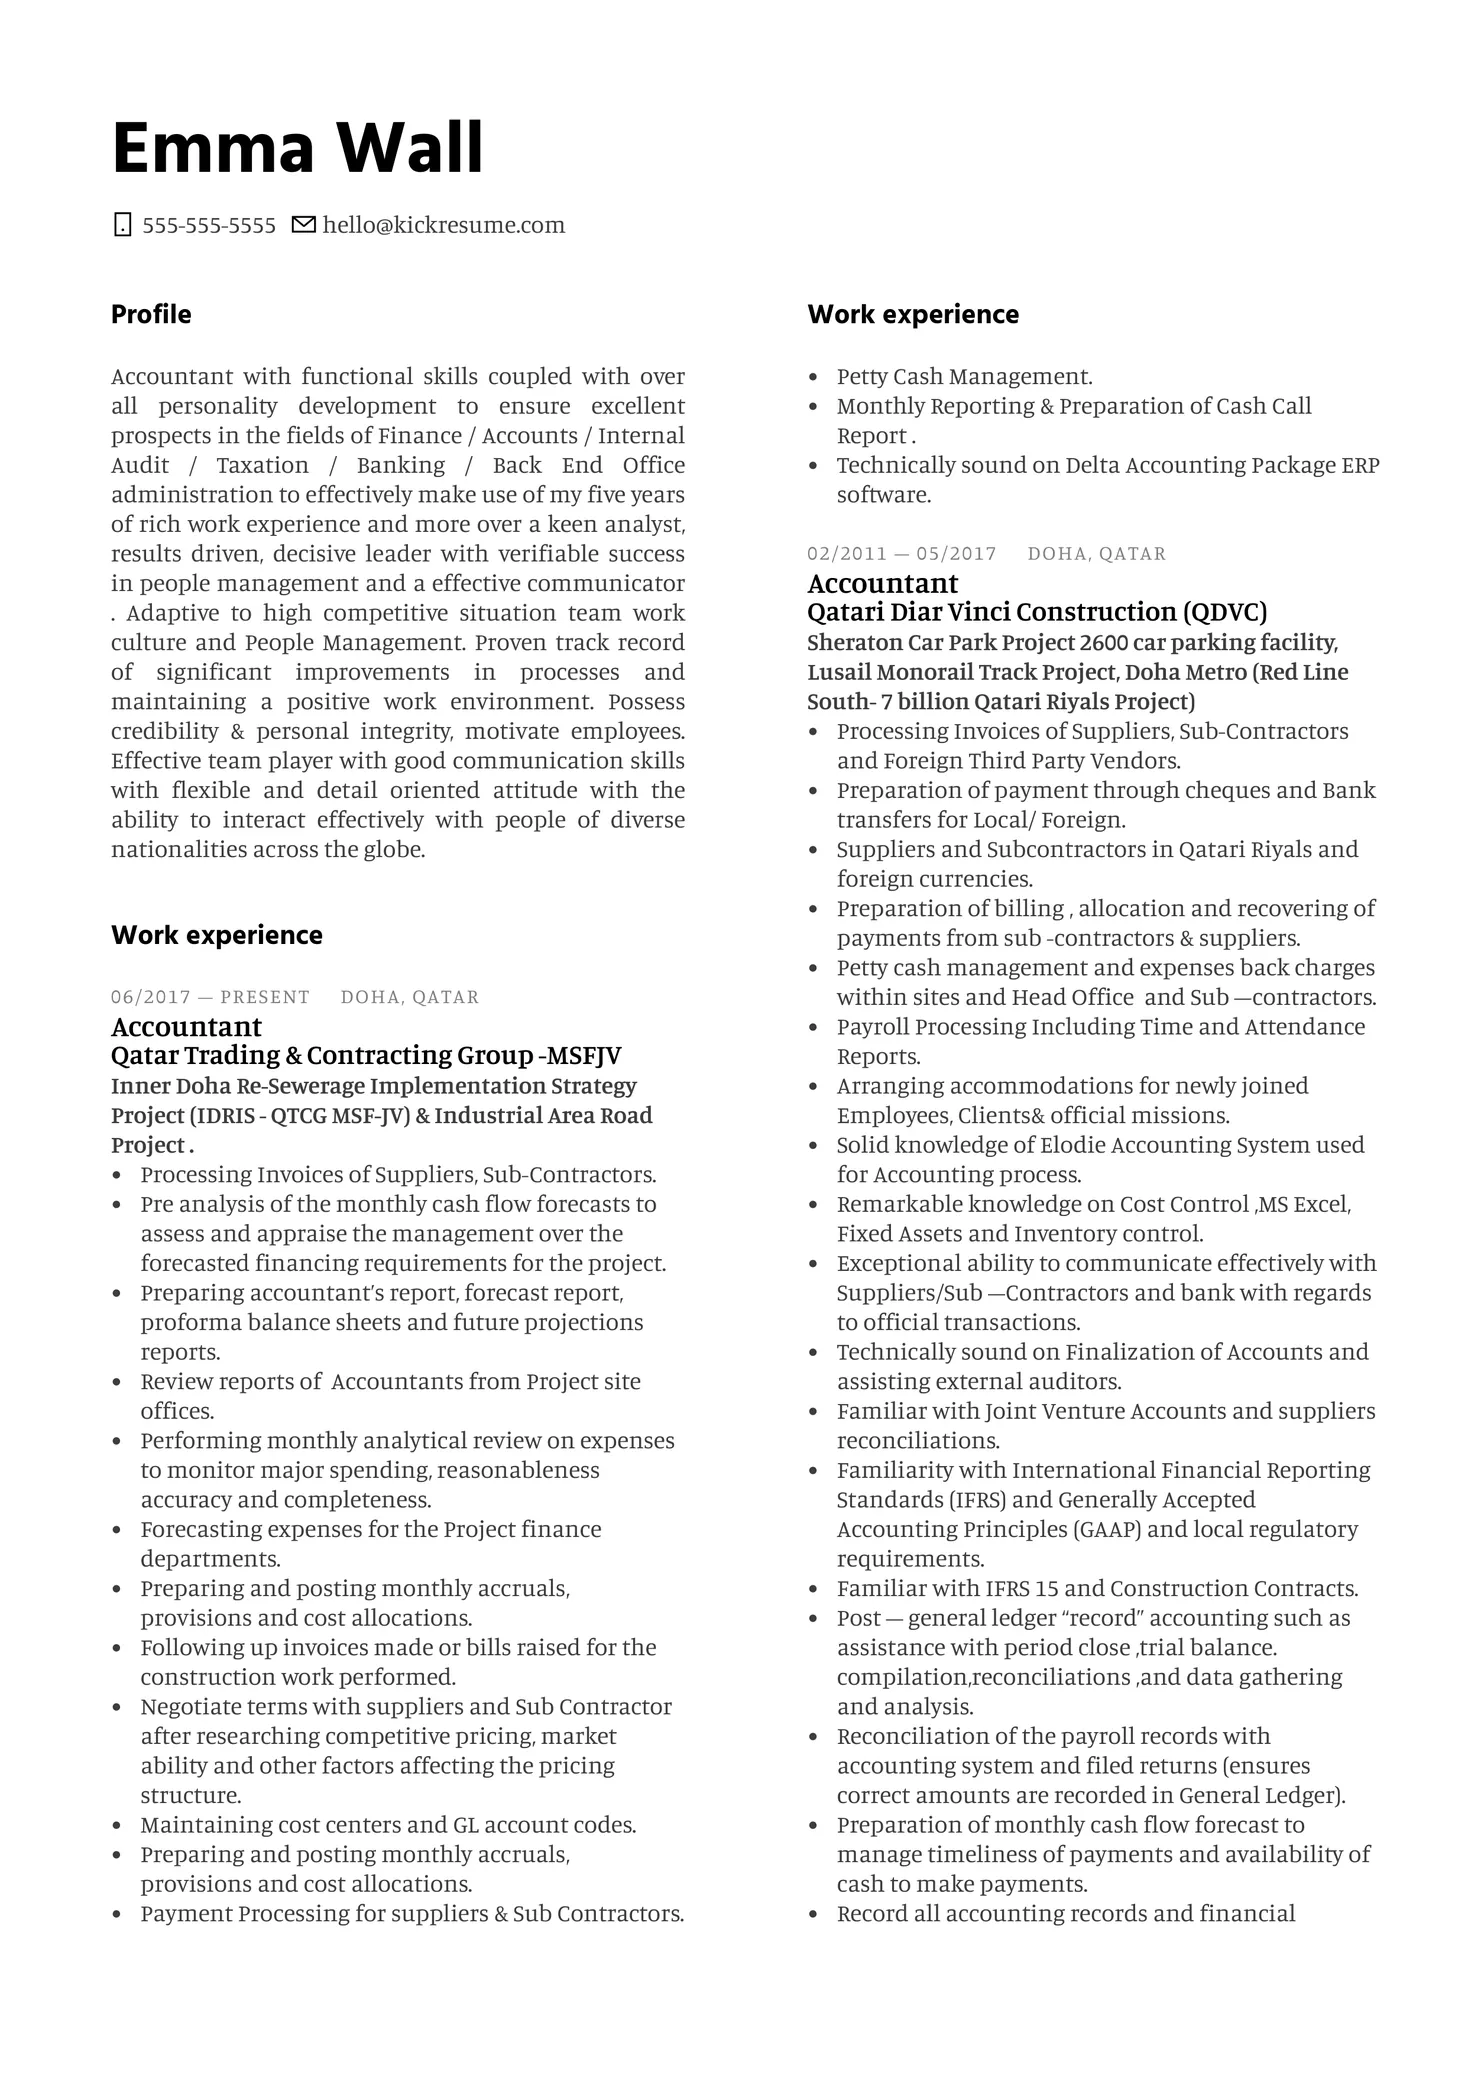 Emma Wall
555-555-5555 hello@kickresume.com
Profile
Accountant with functional skills coupled with over
all personality development to ensure excellent
prospects in the fields of Finance / Accounts / Internal
Audit / Taxation / Banking / Back End Office
administration to effectively make use of my five years
of rich work experience and more over a keen analyst,
results driven, decisive leader with verifiable success
in people management and a effective communicator
. Adaptive to high competitive situation team work
culture and People Management. Proven track record
of significant improvements in processes and
maintaining a positive work environment. Possess
credibility & personal integrity, motivate employees.
Effective team player with good communication skills
with flexible and detail oriented attitude with the
ability to interact effectively with people of diverse
nationalities across the globe.
Work experience
06/2017 — PRESENT DOHA, QATAR
Accountant
Qatar Trading & Contracting Group -MSFJV
Inner Doha Re-Sewerage Implementation Strategy
Project (IDRIS - QTCG MSF-JV) & Industrial Area Road
Project .
• Processing Invoices of Suppliers, Sub-Contractors.
• Pre analysis of the monthly cash flow forecasts to
assess and appraise the management over the
forecasted financing requirements for the project.
• Preparing accountant’s report, forecast report,
proforma balance sheets and future projections
reports.
• Review reports of Accountants from Project site
offices.
• Performing monthly analytical review on expenses
to monitor major spending, reasonableness
accuracy and completeness.
• Forecasting expenses for the Project finance
departments.
• Preparing and posting monthly accruals,
provisions and cost allocations.
• Following up invoices made or bills raised for the
construction work performed.
• Negotiate terms with suppliers and Sub Contractor
after researching competitive pricing, market
ability and other factors affecting the pricing
structure.
• Maintaining cost centers and GL account codes.
• Preparing and posting monthly accruals,
provisions and cost allocations.
• Payment Processing for suppliers & Sub Contractors.
Work experience
• Petty Cash Management.
• Monthly Reporting & Preparation of Cash Call
Report .
• Technically sound on Delta Accounting Package ERP
software.
02/2011 — 05/2017 DOHA, QATAR
Accountant
Qatari Diar Vinci Construction (QDVC)
Sheraton Car Park Project 2600 car parking facility,
Lusail Monorail Track Project, Doha Metro (Red Line
South- 7 billion Qatari Riyals Project)
• Processing Invoices of Suppliers, Sub-Contractors
and Foreign Third Party Vendors.
• Preparation of payment through cheques and Bank
transfers for Local/ Foreign.
• Suppliers and Subcontractors in Qatari Riyals and
foreign currencies.
• Preparation of billing , allocation and recovering of
payments from sub -contractors & suppliers.
• Petty cash management and expenses back charges
within sites and Head Office and Sub —contractors.
• Payroll Processing Including Time and Attendance
Reports.
• Arranging accommodations for newly joined
Employees, Clients& official missions.
• Solid knowledge of Elodie Accounting System used
for Accounting process.
• Remarkable knowledge on Cost Control ,MS Excel,
Fixed Assets and Inventory control.
• Exceptional ability to communicate effectively with
Suppliers/Sub —Contractors and bank with regards
to official transactions.
• Technically sound on Finalization of Accounts and
assisting external auditors.
• Familiar with Joint Venture Accounts and suppliers
reconciliations.
• Familiarity with International Financial Reporting
Standards (IFRS) and Generally Accepted
Accounting Principles (GAAP) and local regulatory
requirements.
• Familiar with IFRS 15 and Construction Contracts.
• Post — general ledger “record” accounting such as
assistance with period close ,trial balance.
compilation,reconciliations ,and data gathering
and analysis.
• Reconciliation of the payroll records with
accounting system and filed returns (ensures
correct amounts are recorded in General Ledger).
• Preparation of monthly cash flow forecast to
manage timeliness of payments and availability of
cash to make payments.
• Record all accounting records and financial